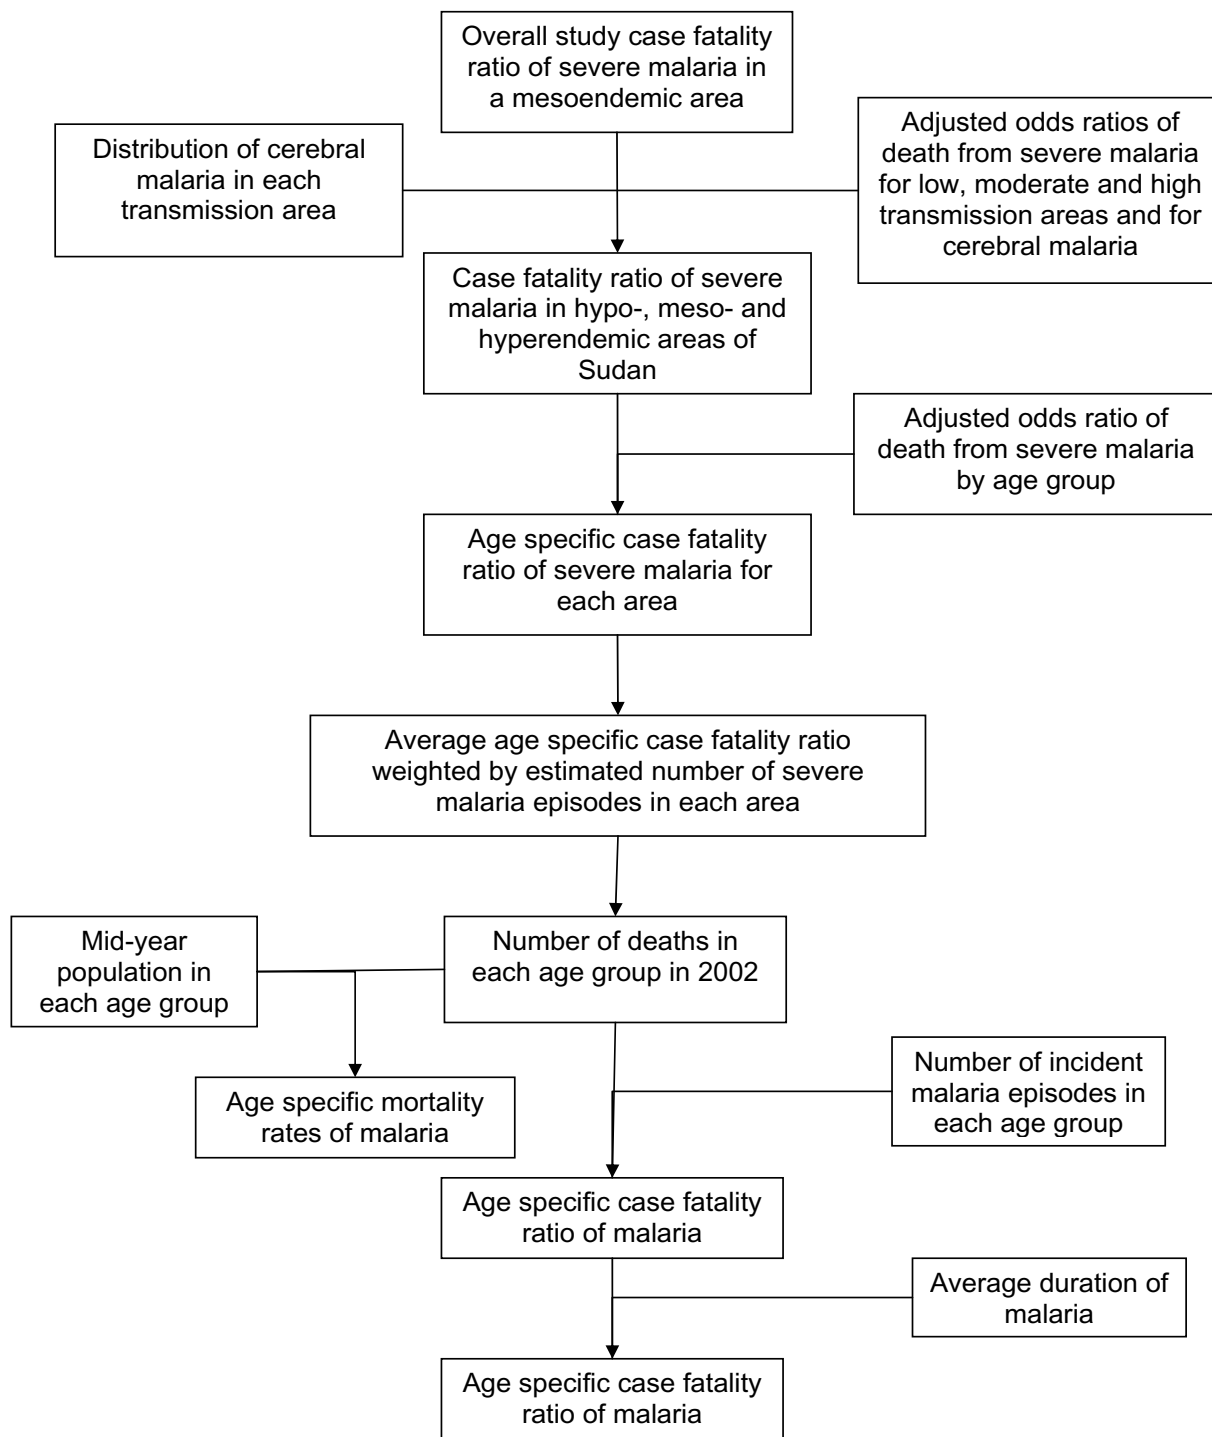 Overall study case fatality
ratio of severe malaria in
a mesoendemic area
Distribution of cerebral
malaria in each
transmission area
Adjusted odds ratios of
death from severe malaria
for low, moderate and high
transmission areas and for
cerebral malaria
Case fatality ratio of severe
malaria in hypo-, meso- and
hyperendemic areas of
Sudan
Adjusted odds ratio of
death from severe malaria
by age group
Age specific case fatality
ratio of severe malaria for
each area
Average age specific case fatality ratio
weighted by estimated number of severe
malaria episodes in each area
Mid-year
population in
each age group
Number of deaths in
each age group in 2002
Number of incident
malaria episodes in
each age group
Age specific mortality
rates of malaria
Age specific case fatality
ratio of malaria
Average duration of
malaria
Age specific case fatality
ratio of malaria